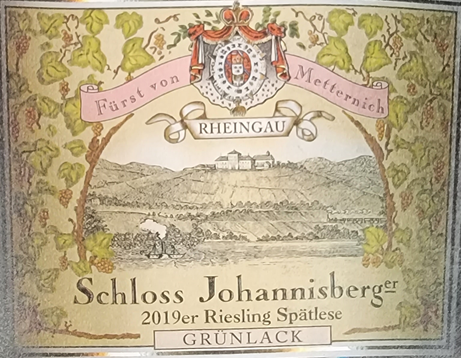 Fürst von Metternich
RHEINGAU
Schloss Johannisberger
2019er Riesling Spätlese
GRÜNLACK